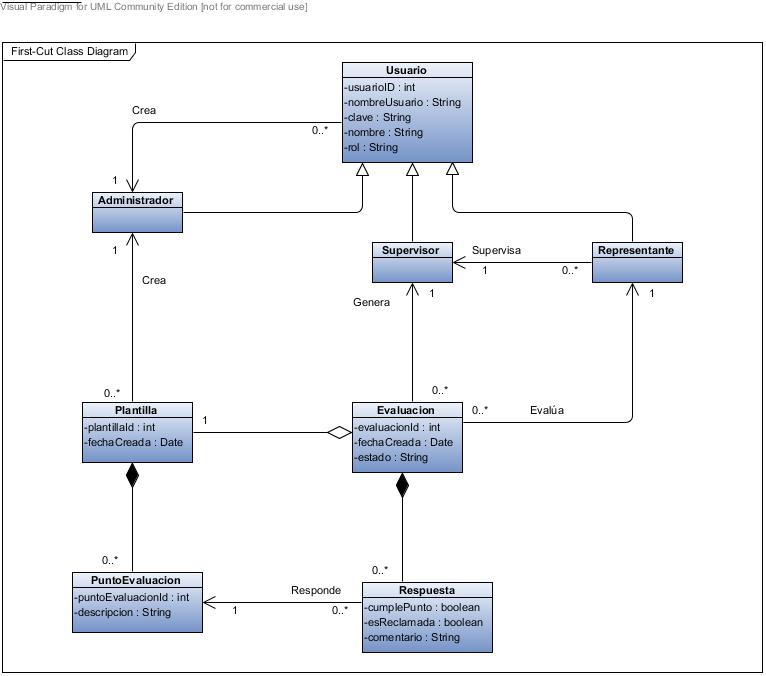 Visual Paradigm for UML Community Edition [not for commercial use]
First-Cut Class Diagram
Usuario
-usuarioID : int
-nombreUsuario : String
-clave : String
-nombre : String
-rol : String
Crea
0..*
1
Administrador
1
Supervisor
Supervisa
1
0..*
Representante
Crea
Genera
1
1
0..*
0..*
Plantilla
-plantillaId : int
-fechaCreada : Date
1
Evaluacion
-evaluacionId : int
-fechaCreada : Date
-estado : String
0..*
Evalúa
0..*
0..*
PuntoEvaluacion
-puntoEvaluacionId : int
-descripcion : String
Responde
1
0..*
Respuesta
-cumplePunto : boolean
-esReclamada : boolean
-comentario : String